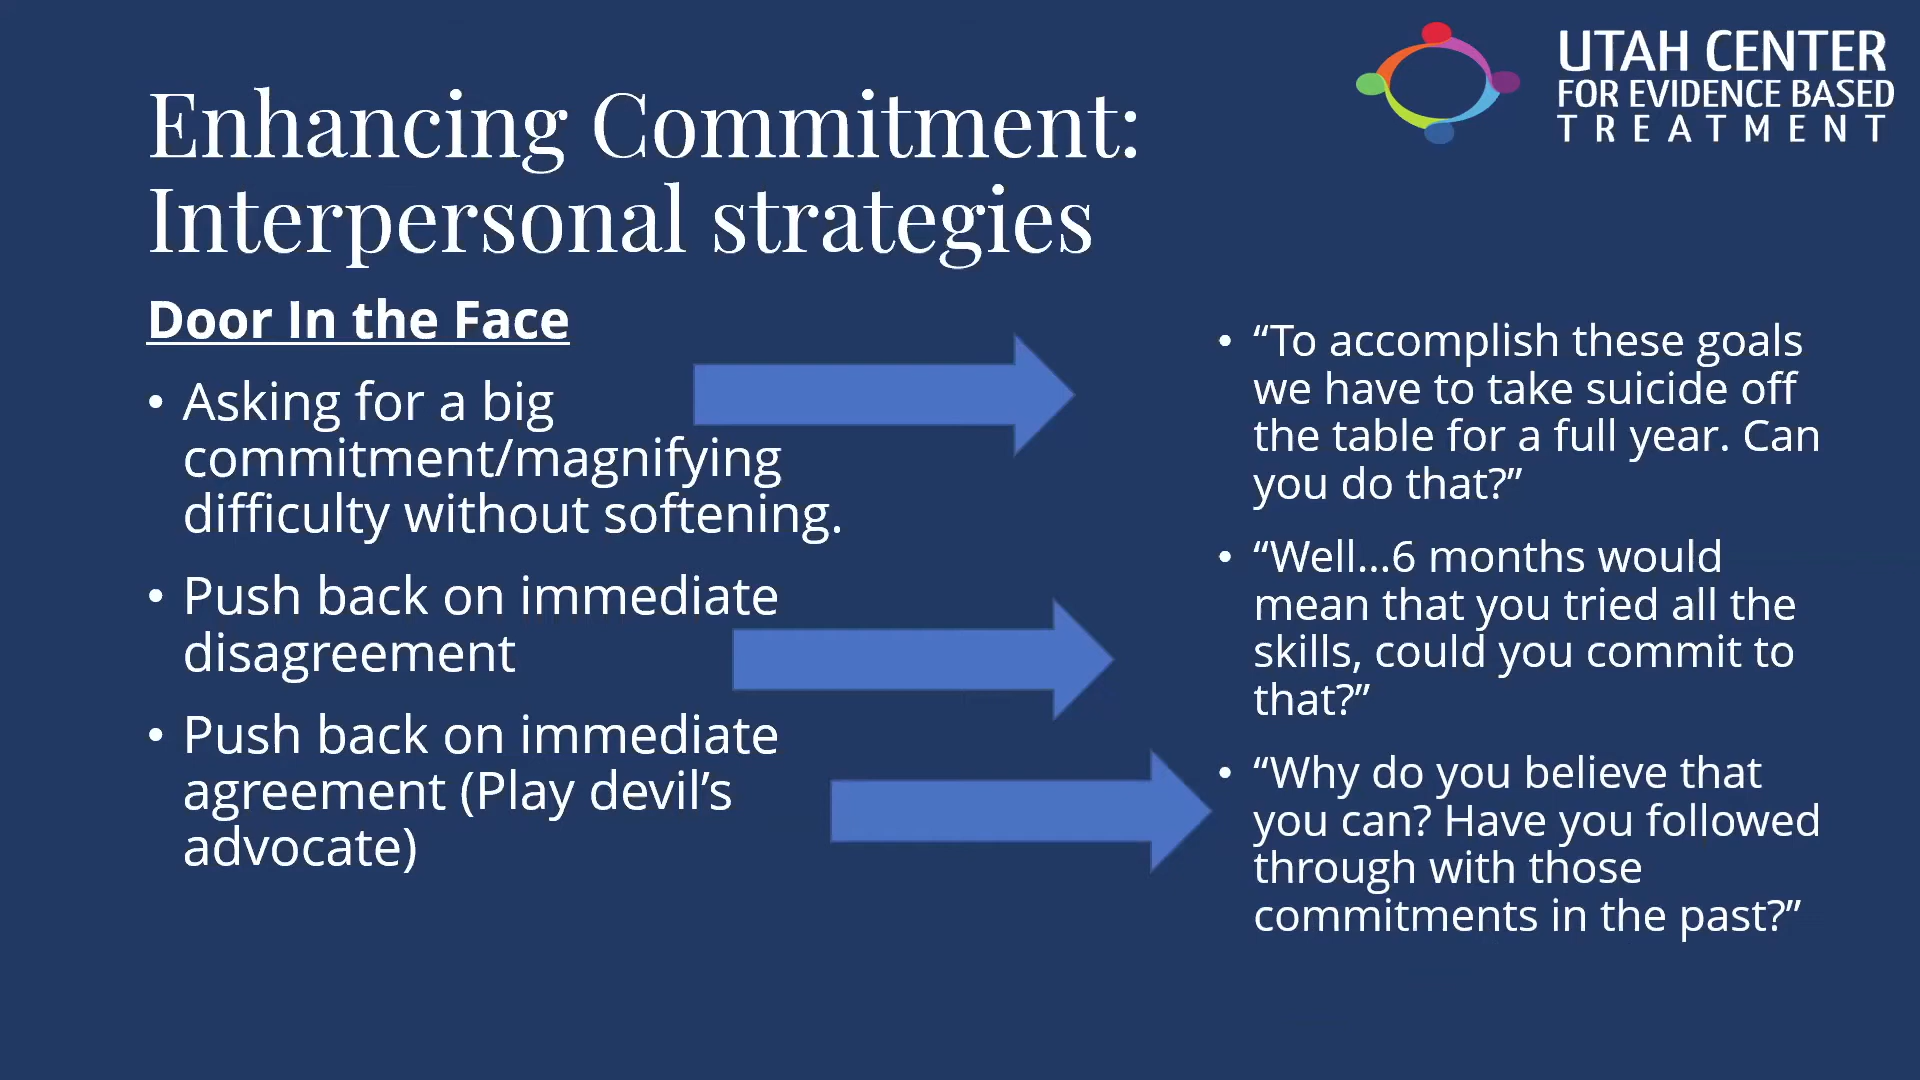 UTAH CENTER
FOR EVIDENCE BASED
TREATMENT
Enhancing Commitment:
Interpersonal strategies
Door In the Face
• Asking for a big
commitment/magnifying
difficulty without softening.
• Push back on immediate
disagreement
• Push back on immediate
agreement (Play devil’s
advocate)
• “To accomplish these goals
we have to take suicide off
the table for a full year. Can
you do that?”
• “Well…6 months would
mean that you tried all the
skills, could you commit to
that?”
• “Why do you believe that
you can? Have you followed
through with those
commitments in the past?”